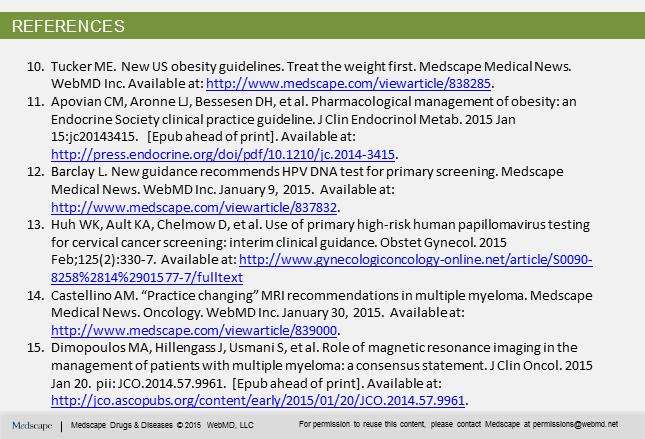 REFERENCES
10. Tucker ME. New US obesity guidelines. Treat the weight first. Medscape Medical News.
WebMD Inc. Available at: http://www.medscape.com/viewarticle/838285.
11. Apovian CM, Aronne LJ, Bessesen DH, et al. Pharmacological management of obesity: an
Endocrine Society clinical practice guideline. J Clin Endocrinol Metab. 2015 Jan
15:jc20143415. [Epub ahead of print]. Available at:
http://press.endocrine.org/doi/pdf/10.1210/jc.2014-3415.
12. Barclay L. New guidance recommends HPV DNA test for primary screening. Medscape
Medical News. WebMD Inc. January 9, 2015. Available at:
http://www.medscape.com/viewarticle/837832.
13. Huh WK, Ault KA, Chelmow D, et al. Use of primary high-risk human papillomavirus testing
for cervical cancer screening: interim clinical guidance. Obstet Gynecol. 2015
Feb;125(2):330-7. Available at: http://www.gynecologiconcology-online.net/article/S0090-
8258%2814%2901577-7/fulltext
14. Castellino AM. “Practice changing” MRI recommendations in multiple myeloma. Medscape
Medical News. Oncology. WebMD Inc. January 30, 2015. Available at:
http://www.medscape.com/viewarticle/839000.
15. Dimopoulos MA, Hillengass J, Usmani S, et al. Role of magnetic resonance imaging in the
management of patients with multiple myeloma: a consensus statement. J Clin Oncol. 2015
Jan 20. pii: JCO.2014.57.9961. [Epub ahead of print]. Available at:
http://jco.ascopubs.org/content/early/2015/01/20/JCO.2014.57.9961.
Medscape | Medscape Drugs & Diseases © 2015 WebMD, LLC For permission to reuse this content, please contact Medscape at permissions@webmd.net